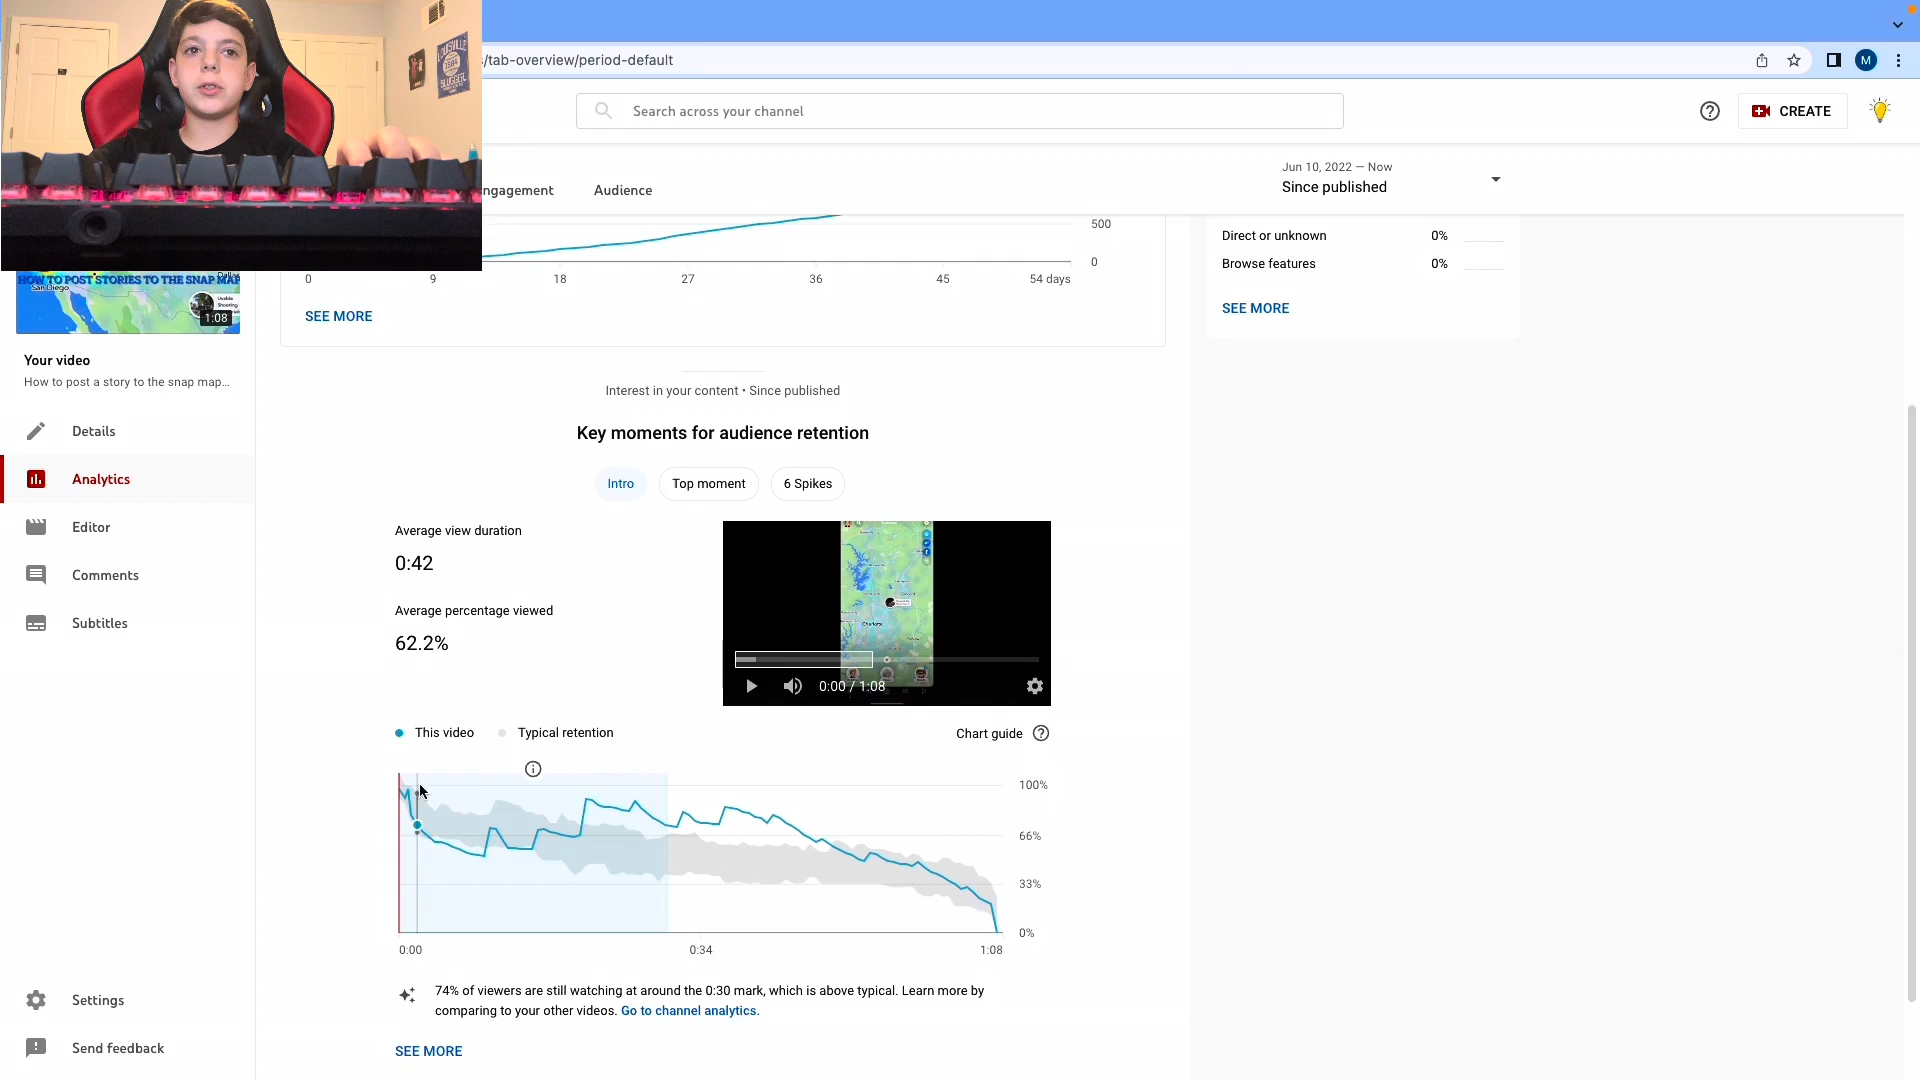 LOUISVILLE
SLUGGER
/tab-overview/period-default
M
Search across your channel
CREATE
ngagement
Audience
Jun 10, 2022 – Now
Since published
500
0
0
9
18
27
36
45
54 days
SEE MORE
Direct or unknown
0%
Browse features
0%
SEE MORE
HOW TO POST STORIES TO THE SNAP MAP
San Diego
1:08
Your video
How to post a story to the snap map...
Details
Analytics
Editor
Comments
Subtitles
Settings
Send feedback
Interest in your content • Since published
Key moments for audience retention
Intro
Top moment
6 Spikes
Average view duration
0:42
Average percentage viewed
62.2%
Charlotte
0:00 / 1:08
This video
Typical retention
Chart guide
100%
66%
33%
0%
0:00
0:34
1:08
74% of viewers are still watching at around the 0:30 mark, which is above typical. Learn more by
comparing to your other videos. Go to channel analytics.
SEE MORE